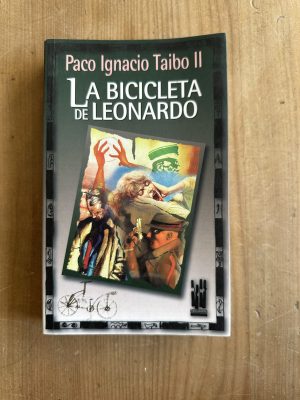 Paco Ignacio Taibo II
LA BICICLETA
DE LEONARDO